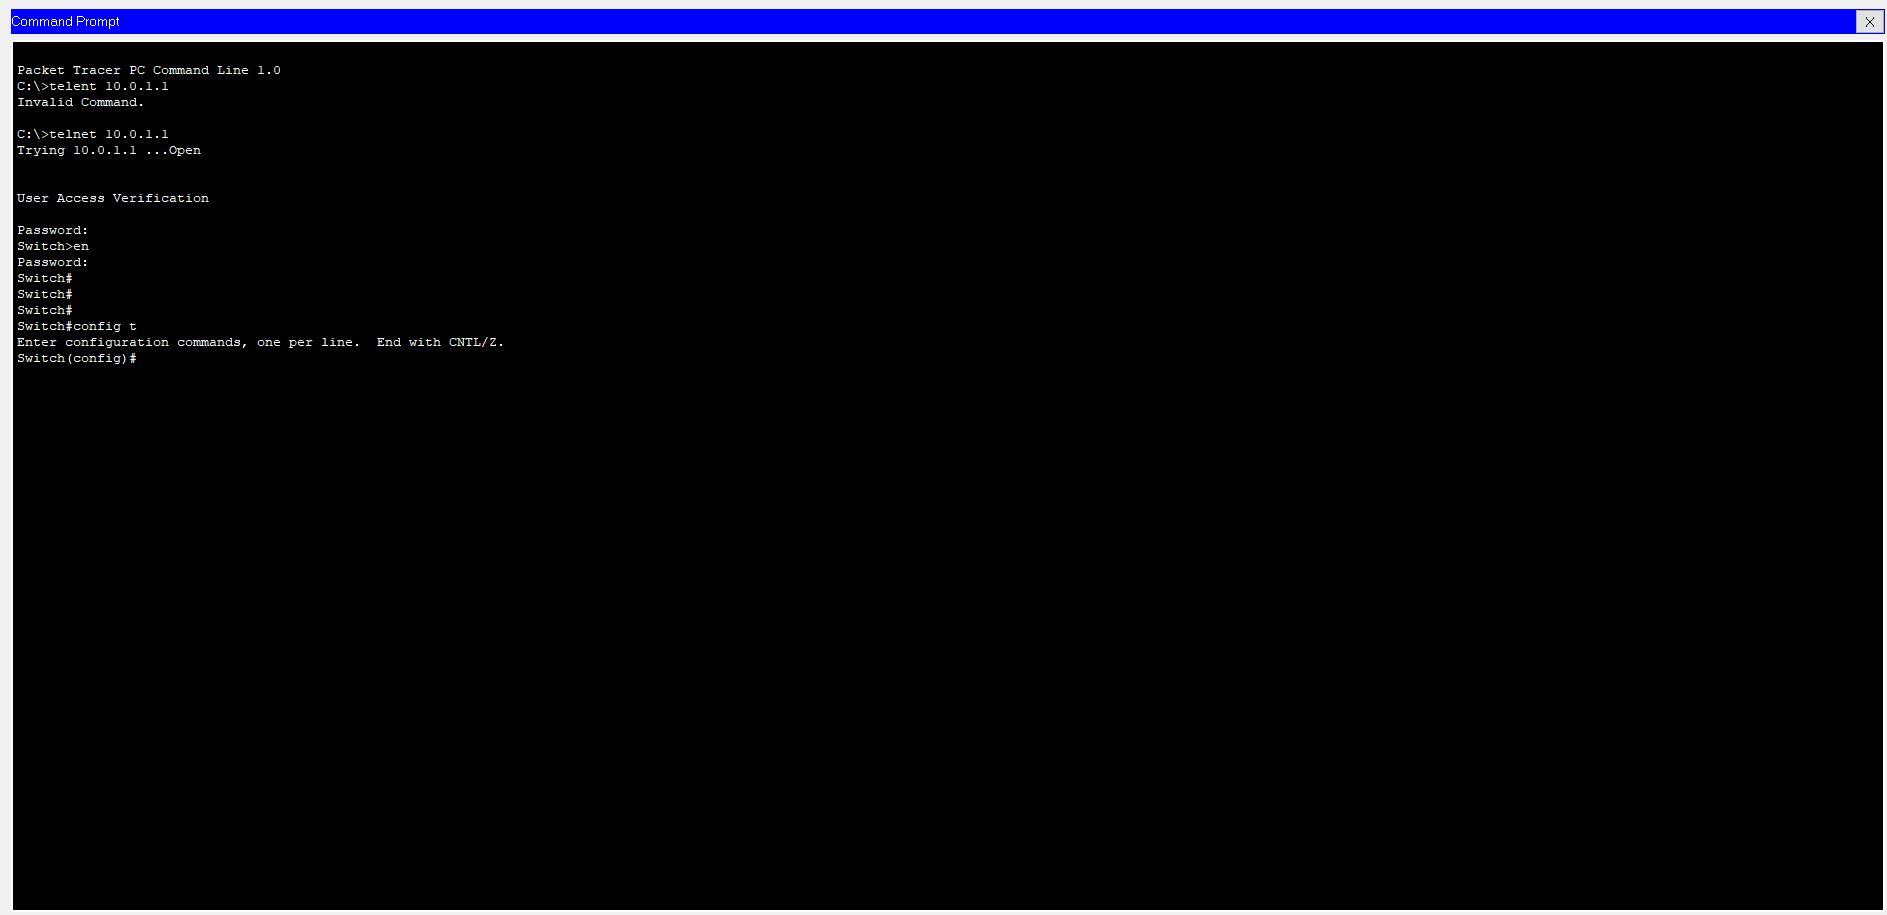 Command Prompt
X
Packet Tracer PC Command Line 1.0
C:\>telent 10.0.1.1
Invalid Command.
C:\>telnet 10.0.1.1
Trying 10.0.1.1 ...Open
User Access Verification
Password:
Switch>en
Password:
Switch#
Switch#
Switch#
Switch#config t
Enter configuration commands, one per line.  End with CNTL/Z.
Switch(config)#